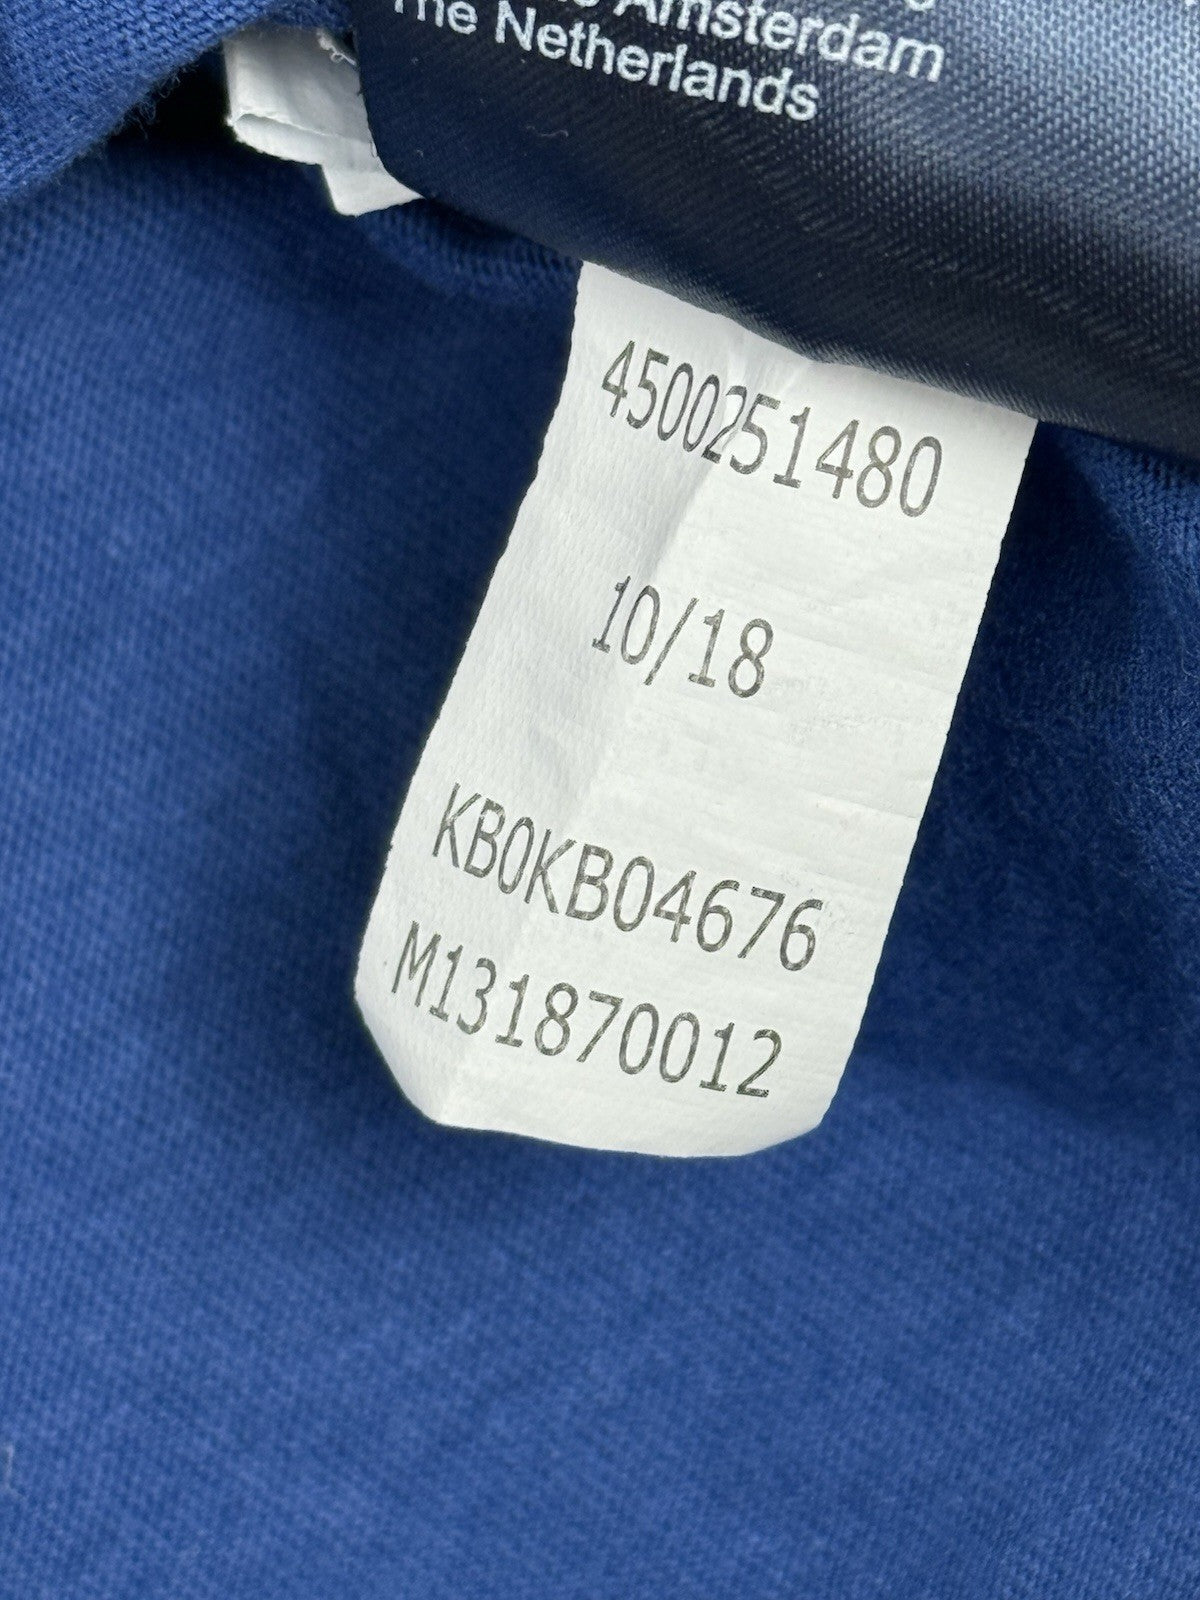 Amsterdam
The Netherlands
4500251480
10/18
KB0KB04676
M131870012